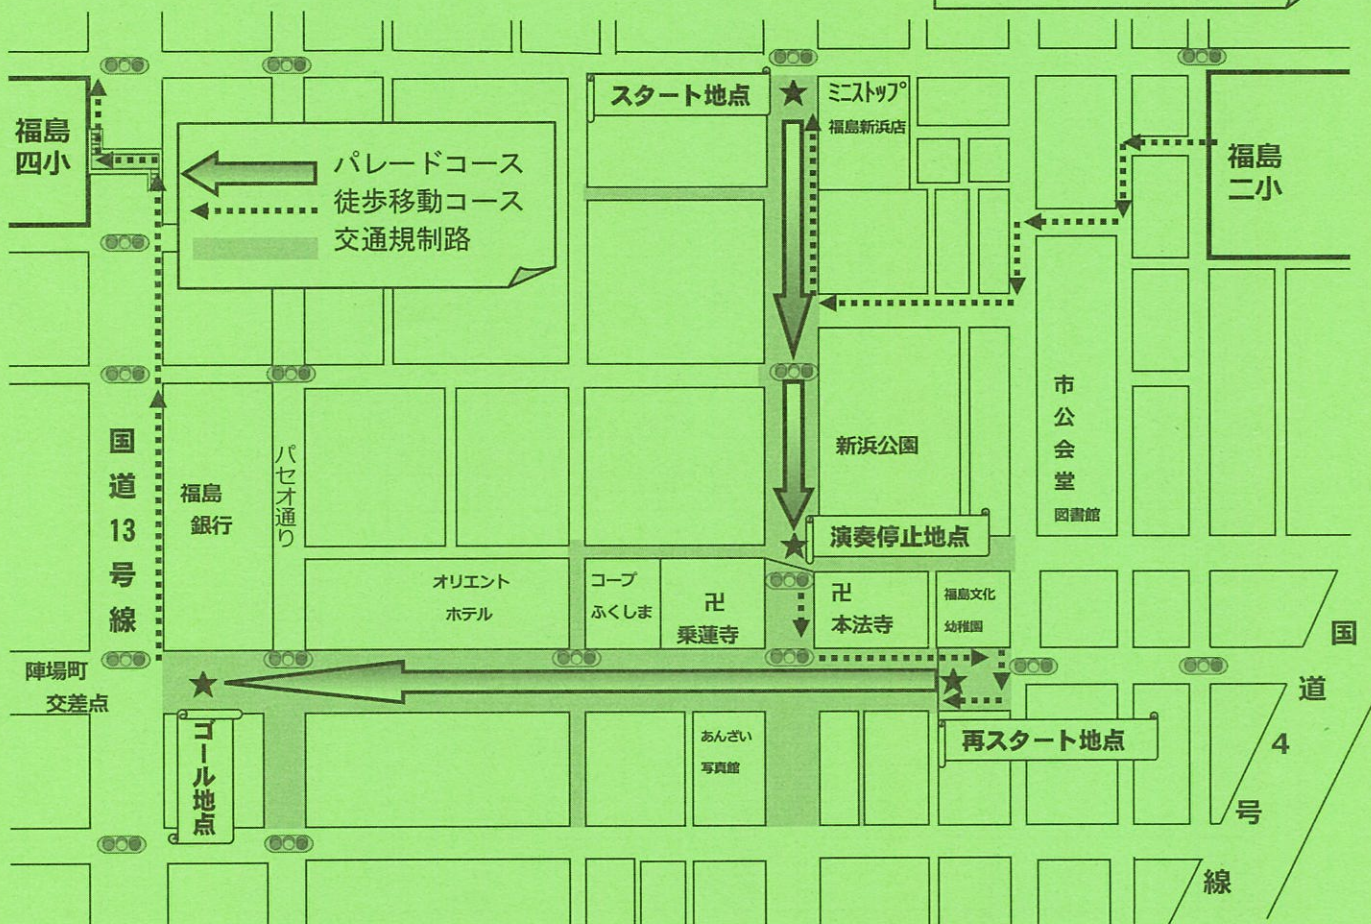 スタート地点
ミニストップ
福島新浜店
福島
四小
福島
二小
パレードコース
徒歩移動コース
交通規制路
国道13号線
福島
銀行
パセオ通り
新浜公園
市公会堂
図書館
演奏停止地点
オリエント
ホテル
コープ
ふくしま
卍
乗蓮寺
卍
本法寺
福島文化
幼稚園
陣場町
交差点
ゴール地点
あんざい
写真館
再スタート地点
国道4号線